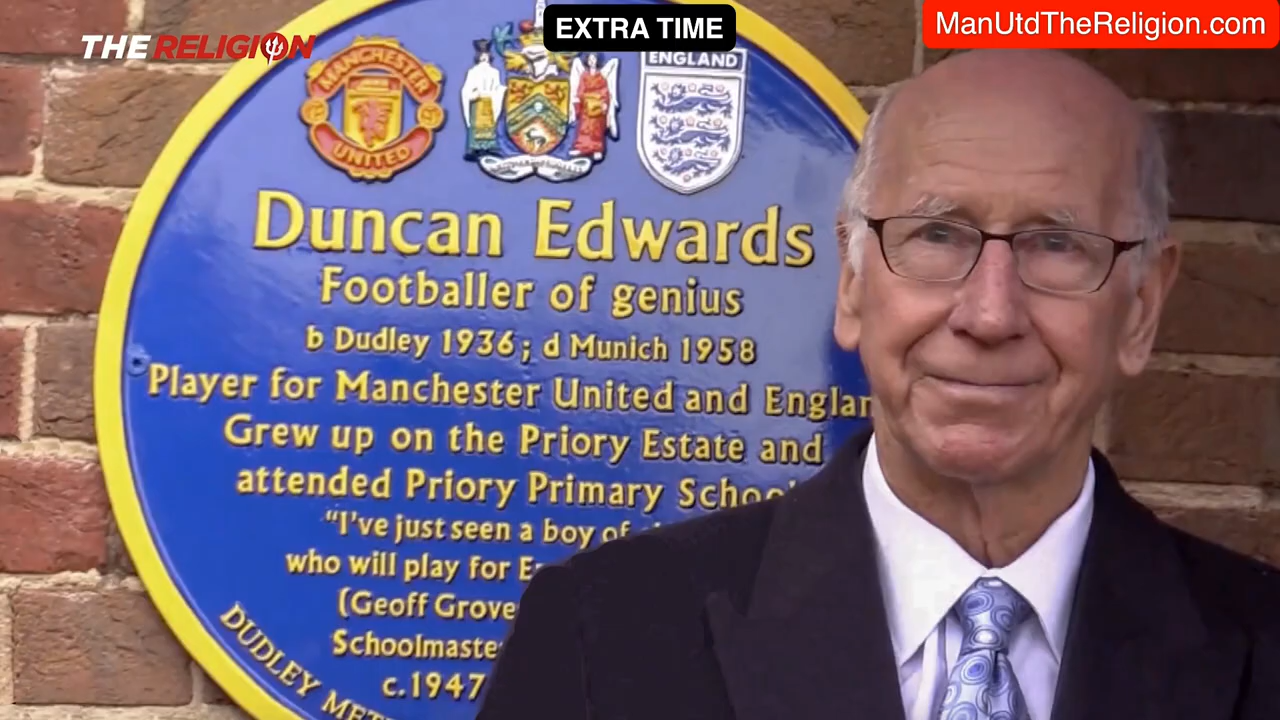 THE RELIGION
EXTRA TIME
ManUtdTheReligion.com
MANCHESTER
UNITED
ENGLAND
Duncan Edwards
Footballer of genius
b Dudley 1936; d Munich 1958
Player for Manchester United and Englan
Grew up on the Priory Estate and
attended Priory Primary School
"I've just seen a boy of
who will play for E
(Geoff Grove
Schoolmaste
c.1947
DUDLEY MET